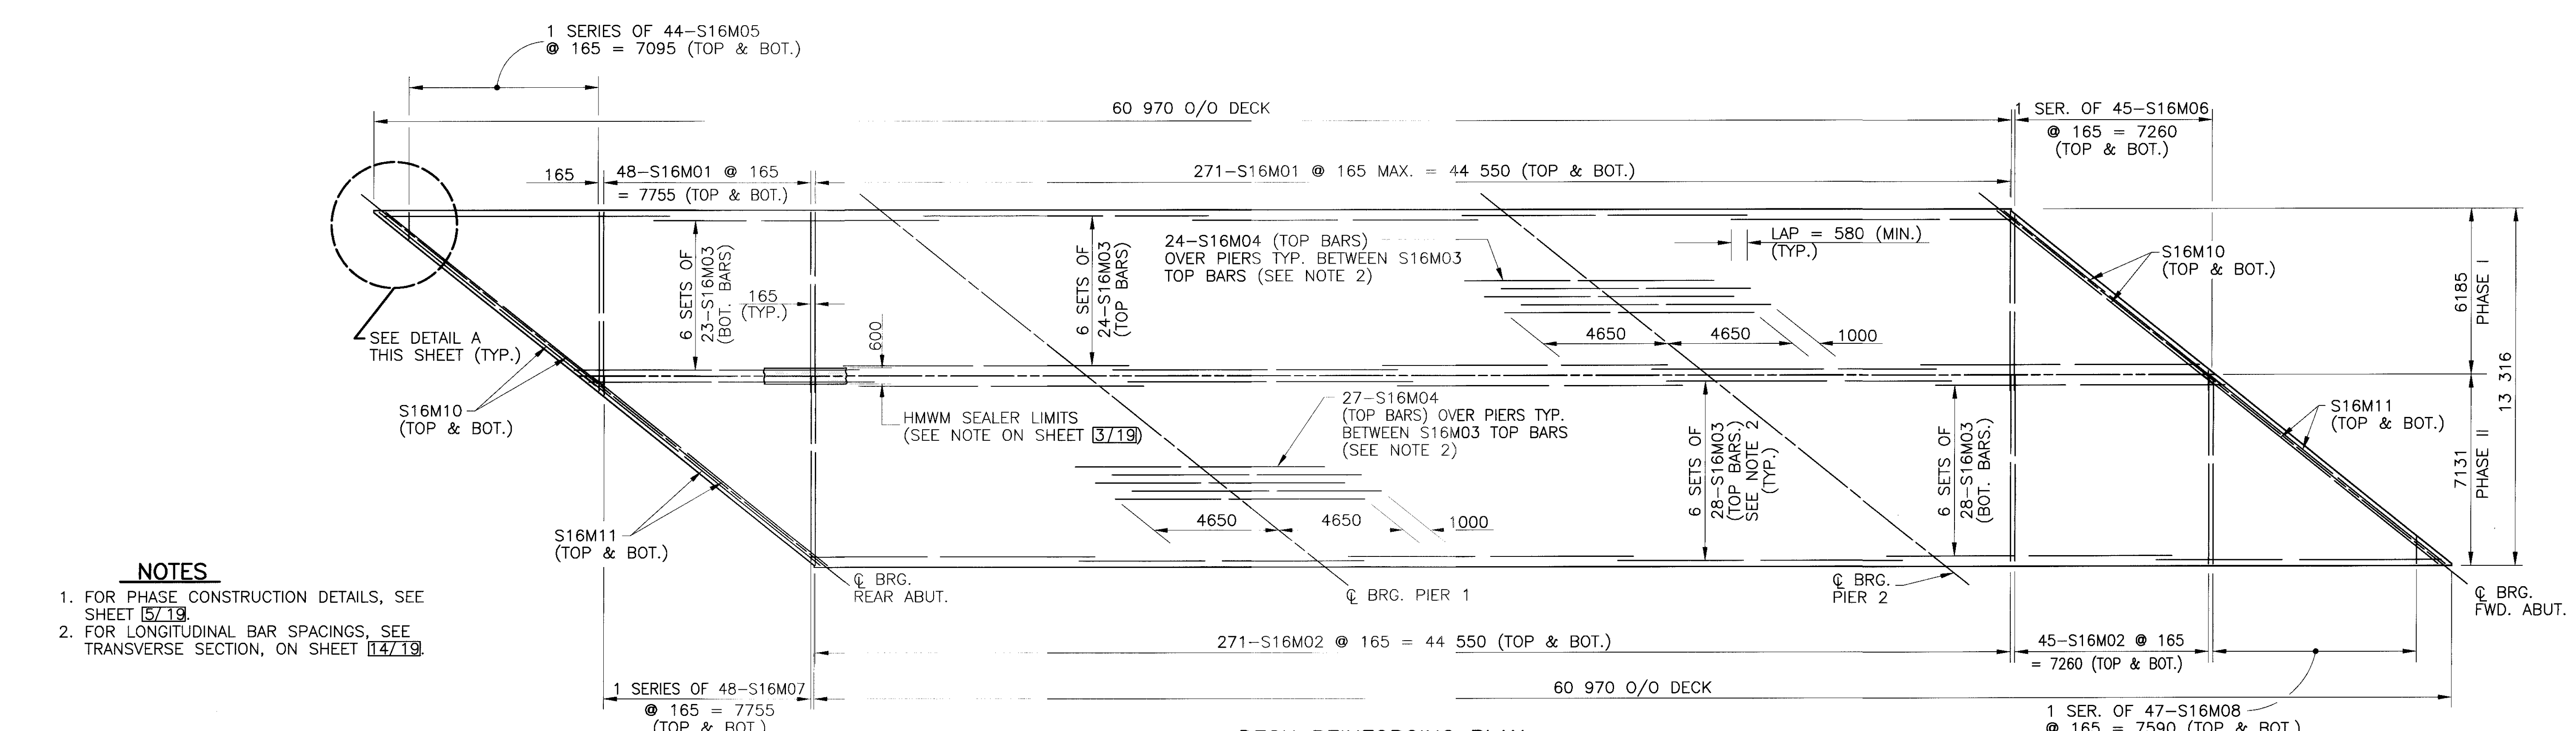 1 SERIES OF 44-S16M05
@ 165 = 7095 (TOP & BOT.)
60 970 O/O DECK
1 SER. OF 45-S16M06
@ 165 = 7260
(TOP & BOT.)
165
48-S16M01 @ 165
= 7755 (TOP & BOT.)
271-S16M01 @ 165 MAX. = 44 550 (TOP & BOT.)
6 SETS OF
23-S16M03
(BOT. BARS)
165
(TYP.)
6 SETS OF
24-S16M03
(TOP BARS)
24-S16M04 (TOP BARS)
OVER PIERS TYP. BETWEEN S16M03
TOP BARS (SEE NOTE 2)
LAP = 580 (MIN.)
(TYP.)
S16M10
(TOP & BOT.)
6185
PHASE I
13 316
SEE DETAIL A
THIS SHEET (TYP.)
600
4650
4650
1000
S16M10
(TOP & BOT.)
HMWM SEALER LIMITS
(SEE NOTE ON SHEET 3/19)
27-S16M04
(TOP BARS) OVER PIERS TYP.
BETWEEN S16M03 TOP BARS
(SEE NOTE 2)
6 SETS OF
28-S16M03
(TOP BARS.)
SEE NOTE 2
(TYP.)
6 SETS OF
28-S16M03
(BOT. BARS.)
S16M11
(TOP & BOT.)
7131
PHASE II
4650
4650
1000
S16M11
(TOP & BOT.)
NOTES
1. FOR PHASE CONSTRUCTION DETAILS, SEE
SHEET 5/19.
2. FOR LONGITUDINAL BAR SPACINGS, SEE
TRANSVERSE SECTION, ON SHEET 14/19.
℄ BRG.
REAR ABUT.
℄ BRG. PIER 1
℄ BRG.
PIER 2
℄ BRG.
FWD. ABUT.
271-S16M02 @ 165 = 44 550 (TOP & BOT.)
45-S16M02 @ 165
= 7260 (TOP & BOT.)
1 SERIES OF 48-S16M07
@ 165 = 7755
(TOP & BOT.)
60 970 O/O DECK
1 SER. OF 47-S16M08
@ 165 = 7590 (TOP & BOT.)
DECK REINFORCING PLAN